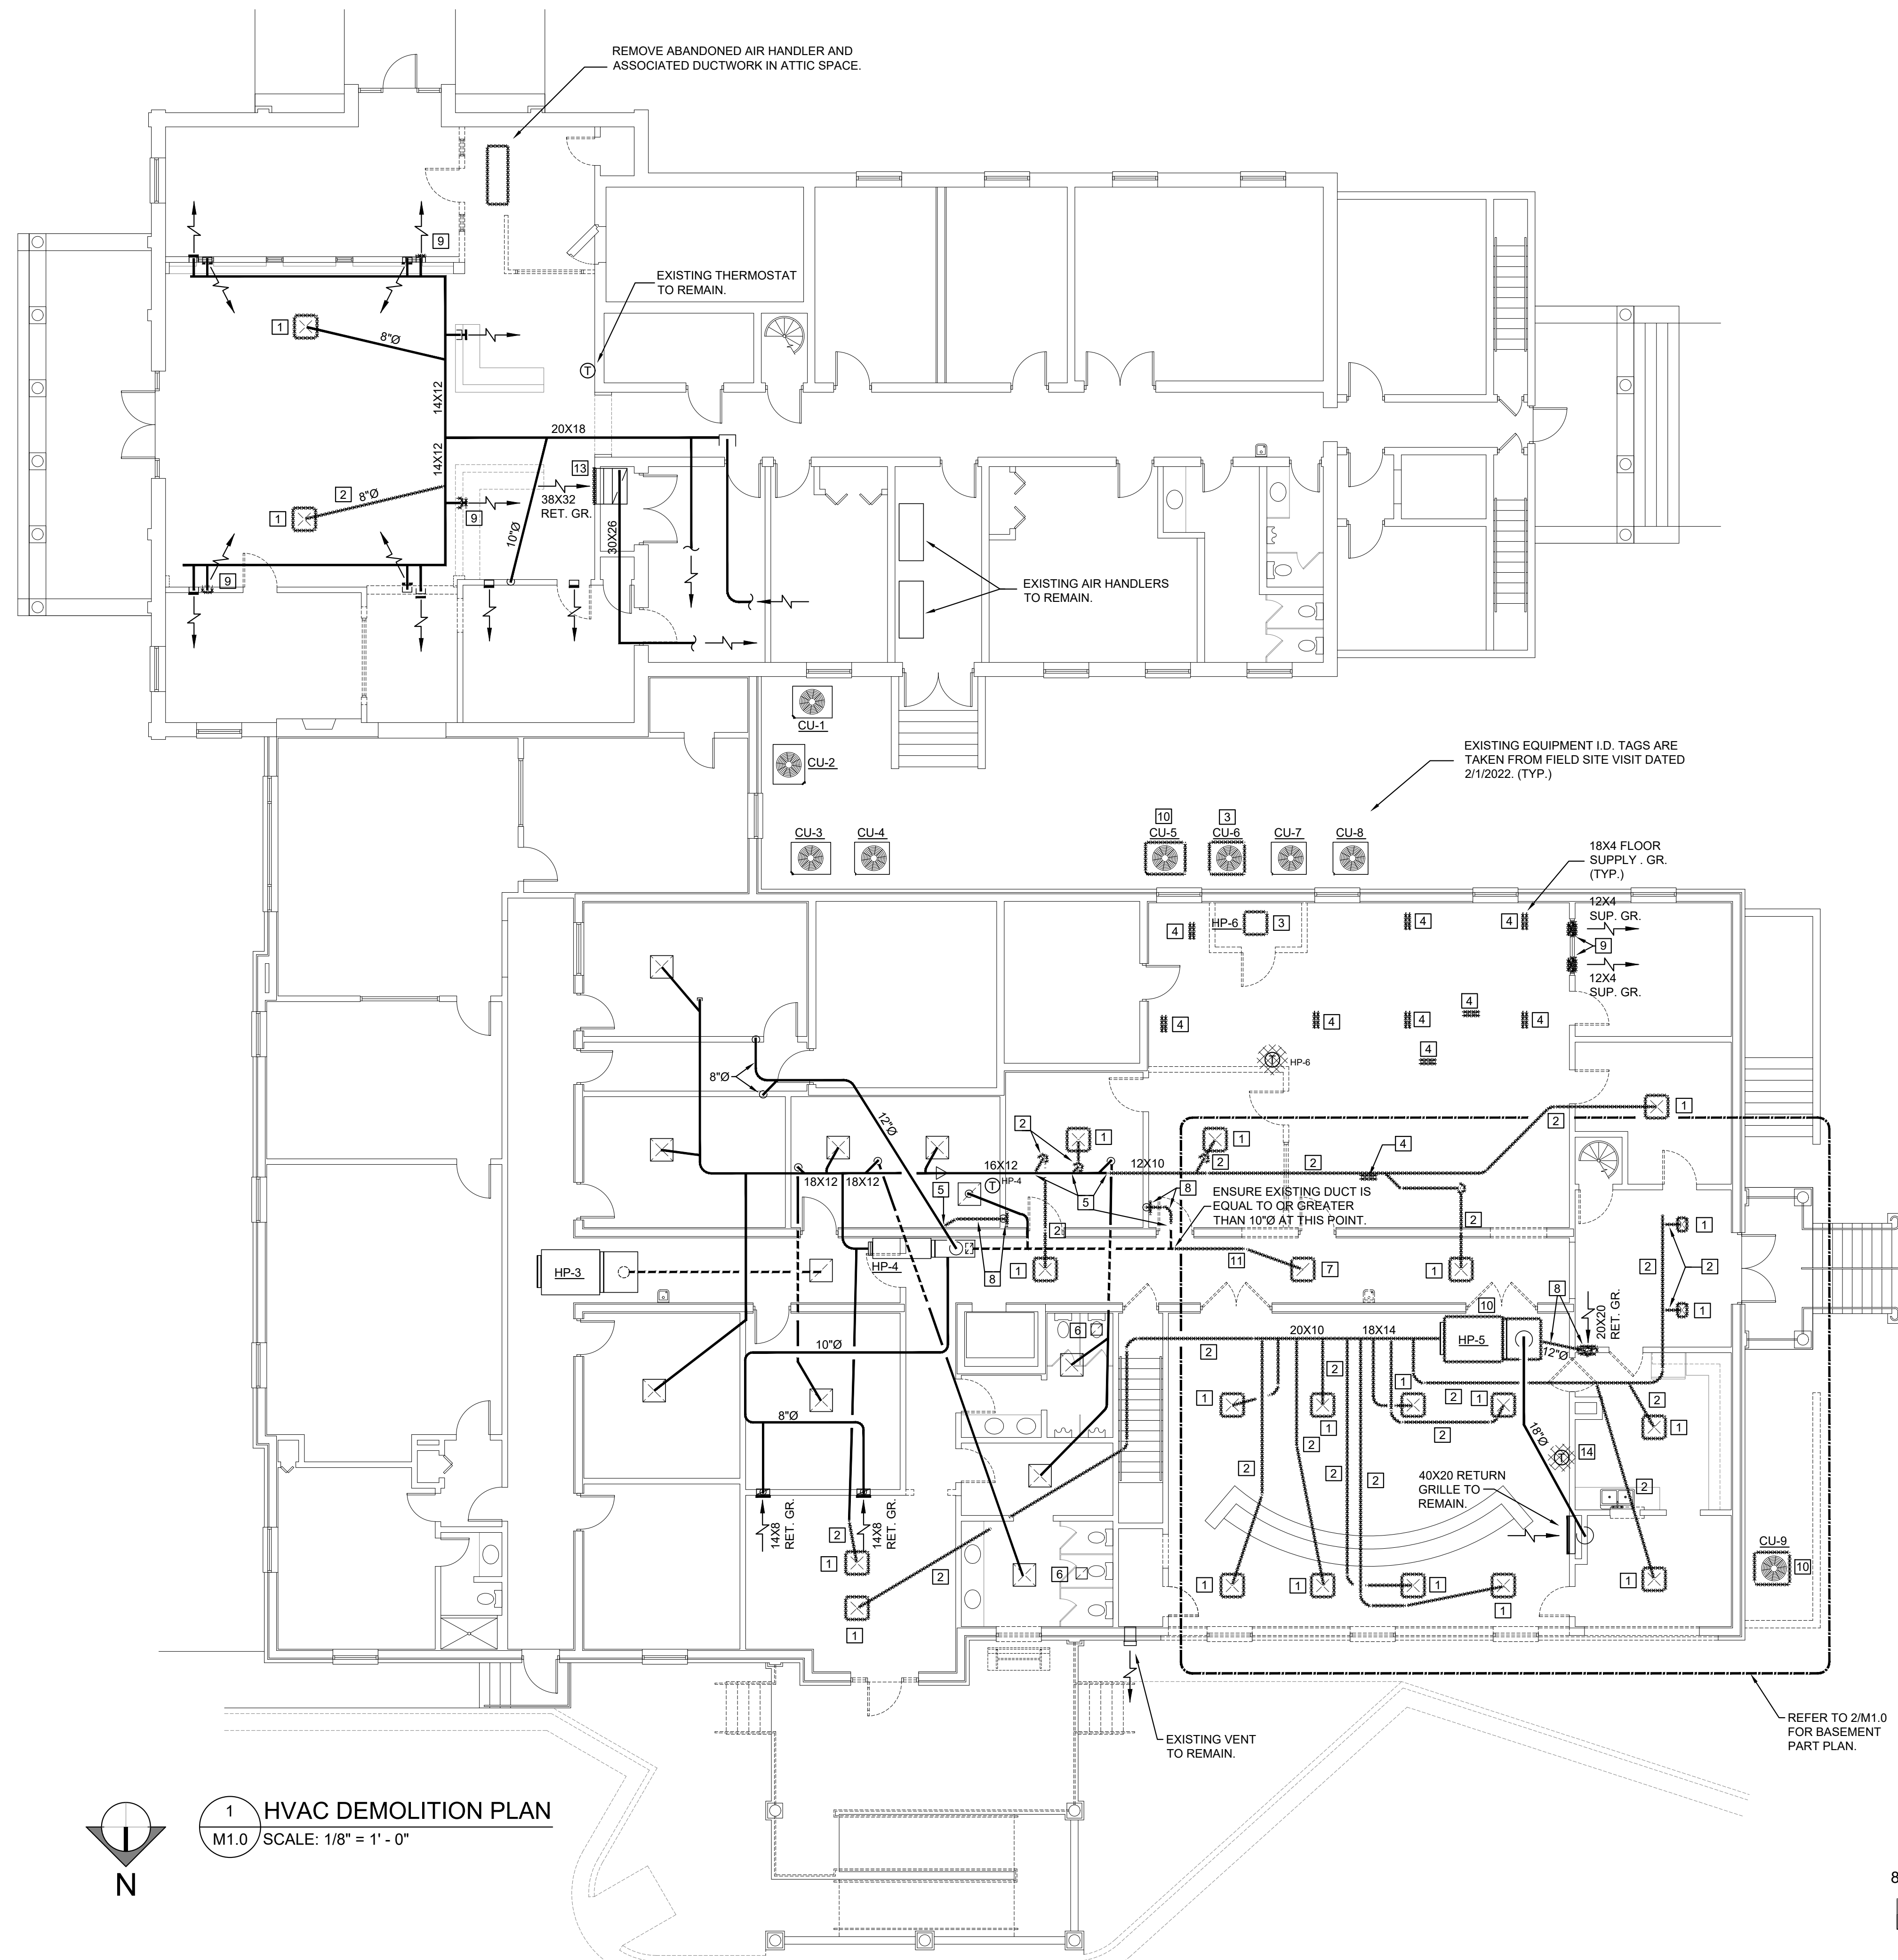 REMOVE ABANDONED AIR HANDLER AND
ASSOCIATED DUCTWORK IN ATTIC SPACE.
9
EXISTING THERMOSTAT
TO REMAIN.
T
1
8"Ø
14X12
20X18
14X12
13
38X32
RET. GR.
2
8"Ø
1
9
10"Ø
30X26
9
EXISTING AIR HANDLERS
TO REMAIN.
CU-1
CU-2
EXISTING EQUIPMENT I.D. TAGS ARE
TAKEN FROM FIELD SITE VISIT DATED
2/1/2022. (TYP.)
CU-3
CU-4
10
CU-5
3
CU-6
CU-7
CU-8
18X4 FLOOR
SUPPLY . GR.
(TYP.)
12X4
SUP. GR.
4
HP-6
3
4
4
9
12X4
SUP. GR.
4
4
4
4
4
4
T
HP-6
8"Ø
12"Ø
1
2
2
1
1
4
16X12
12X10
2
2
18X12
18X12
5
T
HP-4
5
8
ENSURE EXISTING DUCT IS
EQUAL TO OR GREATER
THAN 10"Ø AT THIS POINT.
2
2
1
2
2
1
HP-3
HP-4
8
1
11
7
1
10
8
20X20
RET. GR.
6
10"Ø
2
20X10
18X14
HP-5
12"Ø
2
1
2
1
1
1
2
2
2
1
8"Ø
2
2
2
2
18"Ø
T
14
40X20 RETURN
GRILLE TO
REMAIN.
2
14X8
RET. GR.
14X8
RET. GR.
2
1
2
6
1
1
1
1
1
1
CU-9
10
EXISTING VENT
TO REMAIN.
REFER TO 2/M1.0
FOR BASEMENT
PART PLAN.
1
M1.0
HVAC DEMOLITION PLAN
SCALE: 1/8" = 1' - 0"
N
8